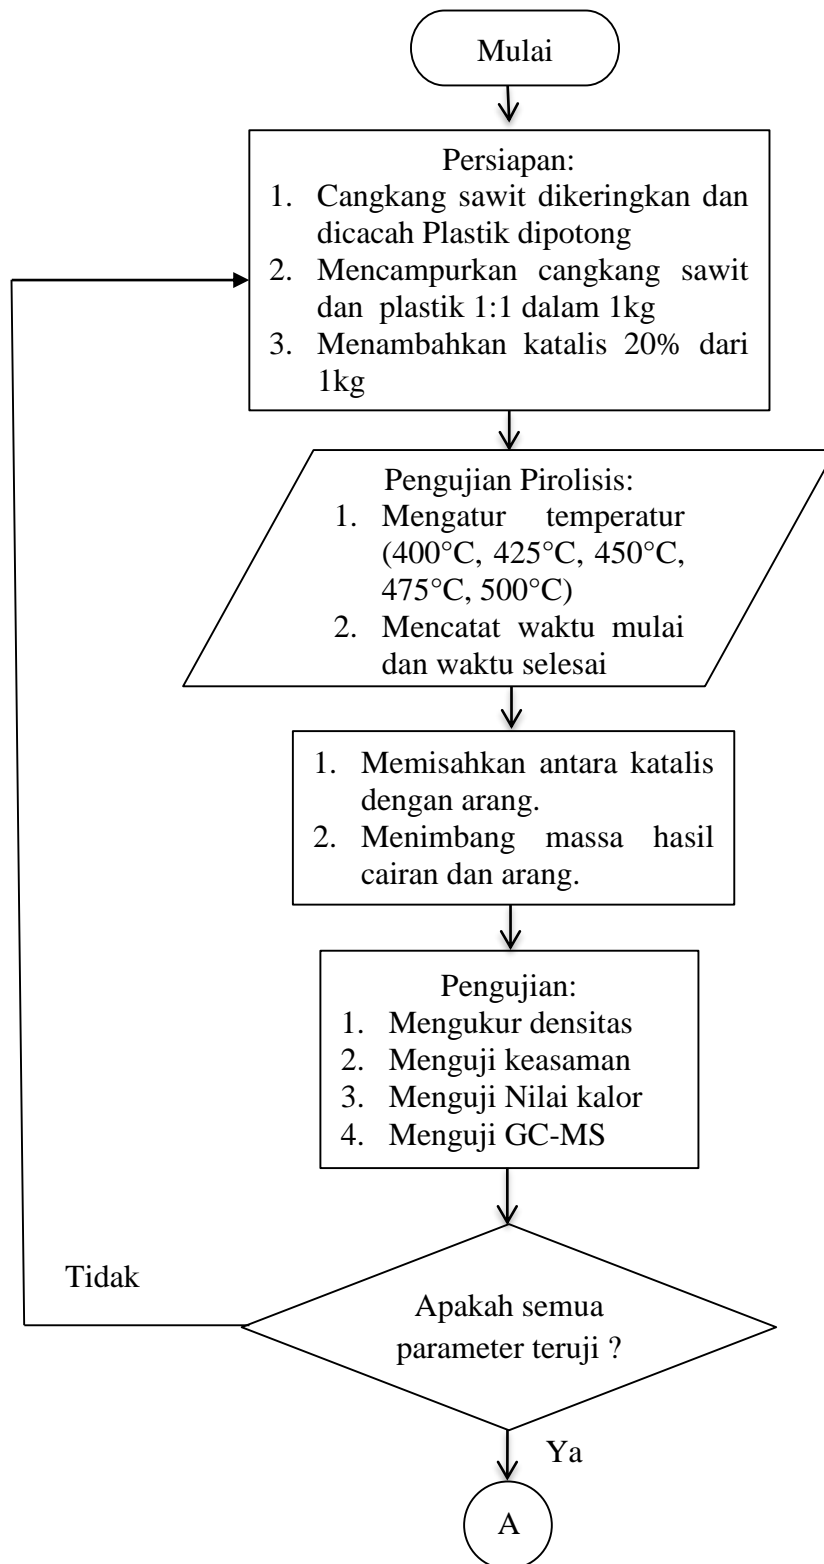 Mulai
Persiapan:
1. Cangkang sawit dikeringkan dan
dicacah Plastik dipotong
2. Mencampurkan cangkang sawit
dan plastik 1:1 dalam 1kg
3. Menambahkan katalis 20% dari
1kg
Pengujian Pirolisis:
1. Mengatur temperatur
(400°C, 425°C, 450°C,
475°C, 500°C)
2. Mencatat waktu mulai
dan waktu selesai
1. Memisahkan antara katalis
dengan arang.
2. Menimbang massa hasil
cairan dan arang.
Pengujian:
1. Mengukur densitas
2. Menguji keasaman
3. Menguji Nilai kalor
4. Menguji GC-MS
Tidak
Apakah semua
parameter teruji ?
Ya
A